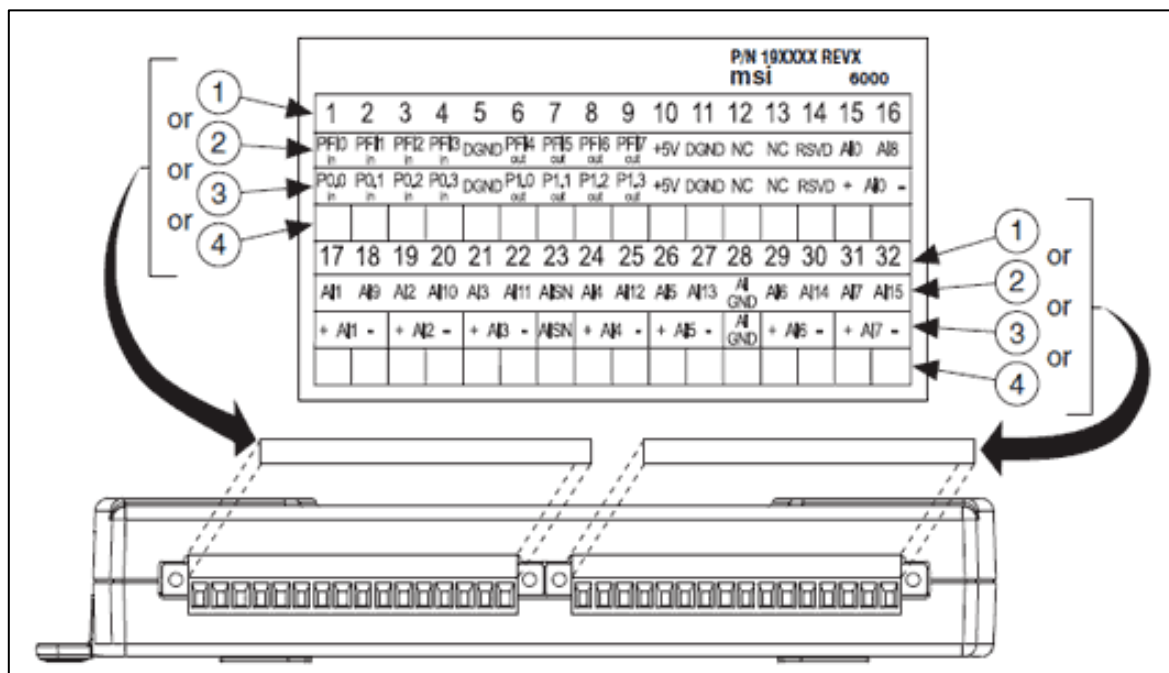 P/N 19XXXX REVX
msi 6000
1 2 3 4 5 6 7 8 9 10 11 12 13 14 15 16
PFI0 in PFI1 in PFI2 in PFI3 in DGND PFI4 out PFI5 out PFI6 out PFI7 out +5V DGND NC NC RSVD AI0 AI8
P0.0 in P0.1 in P0.2 in P0.3 in DGND P1.0 out P1.1 out P1.2 out P1.3 out +5V DGND NC NC RSVD + AI0 -
17 18 19 20 21 22 23 24 25 26 27 28 29 30 31 32
AI1 AI9 AI2 AI10 AI3 AI11 AISN AI4 AI12 AI5 AI13 AI GND AI6 AI14 AI7 AI15
+ AI1 - + AI2 - + AI3 - AISN + AI4 - + AI5 - AI GND + AI6 - + AI7 -
1
or
2
or
3
or
4
1
or
2
or
3
or
4